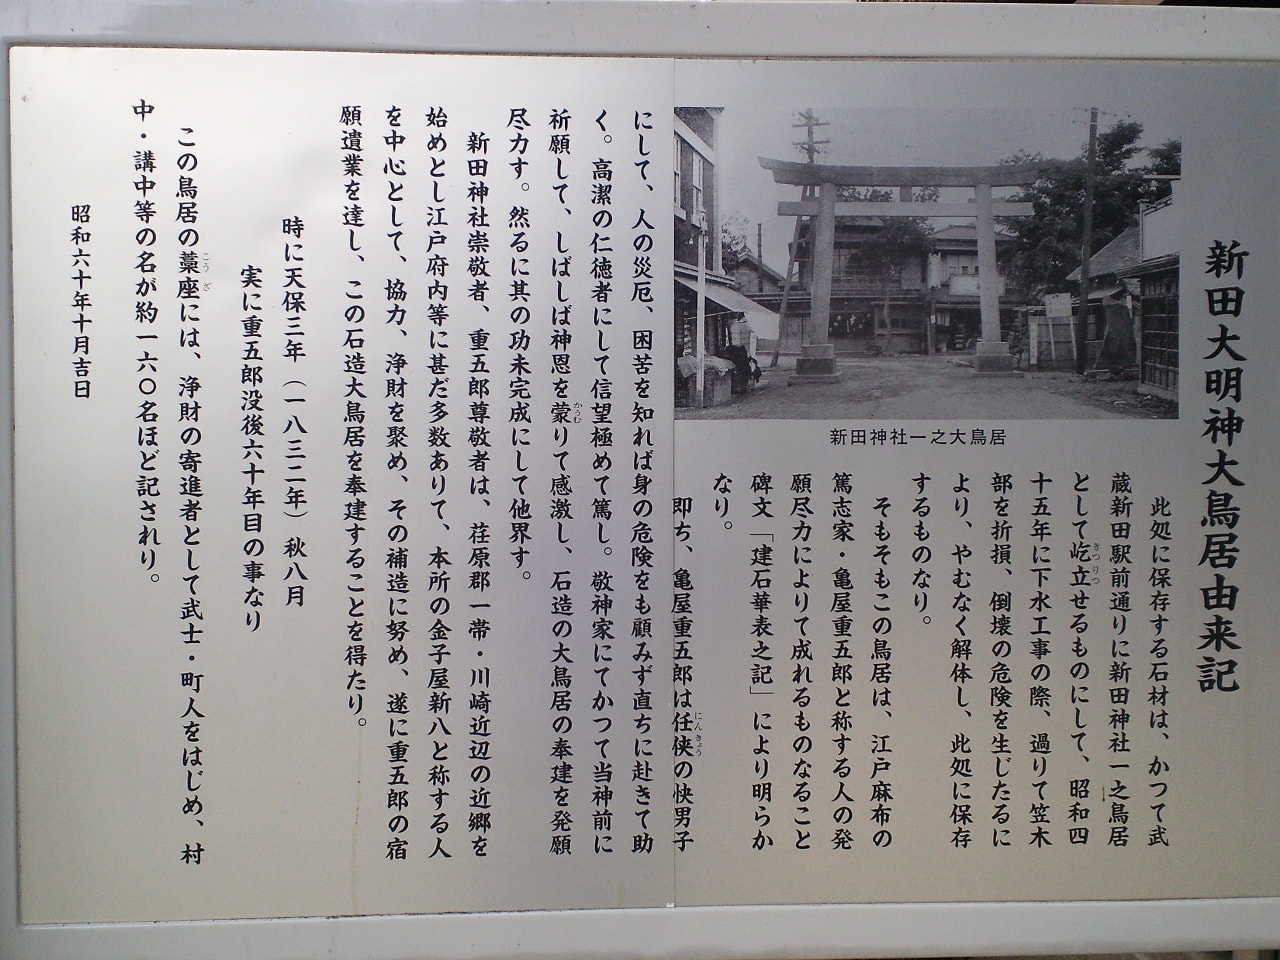 新田大明神大鳥居由来記
新田神社一之大鳥居
此処に保存する石材は、かつて武
蔵新田駅前通りに新田神社一之鳥居
として屹立せるものにして、昭和四
きつりつ
十五年に下水工事の際、過りて笠木
部を折損、倒壊の危険を生じたるに
より、やむなく解体し、此処に保存
するものなり。
そもそもこの鳥居は、江戸麻布の
篤志家・亀屋重五郎と称する人の発
願尽力によりて成れるものなること
碑文「建石華表之記」により明らか
なり。
即ち、亀屋重五郎は任侠の快男子
にんきょう
にして、人の災厄、困苦を知れば身の危険をも顧みず直ちに赴きて助
く。高潔の仁徳者にして信望極めて篤し。敬神家にてかつて当神前に
祈願して、しばしば神恩を蒙りて感激し、石造の大鳥居の奉建を発願
かうむ
尽力す。然るに其の功未完成にして他界す。
新田神社崇敬者、重五郎尊敬者は、荏原郡一帯・川崎近辺の近郷を
始めとし江戸府内等に甚だ多数ありて、本所の金子屋新八と称する人
を中心として、協力、浄財を聚め、その補造に努め、遂に重五郎の宿
願遺業を達し、この石造大鳥居を奉建することを得たり。
時に天保三年（一八三二年）秋八月
実に重五郎没後六十年目の事なり
この鳥居の藁座には、浄財の寄進者として武士・町人をはじめ、村
こうざ
中・講中等の名が約一六〇名ほど記されり。
昭和六十年十月吉日